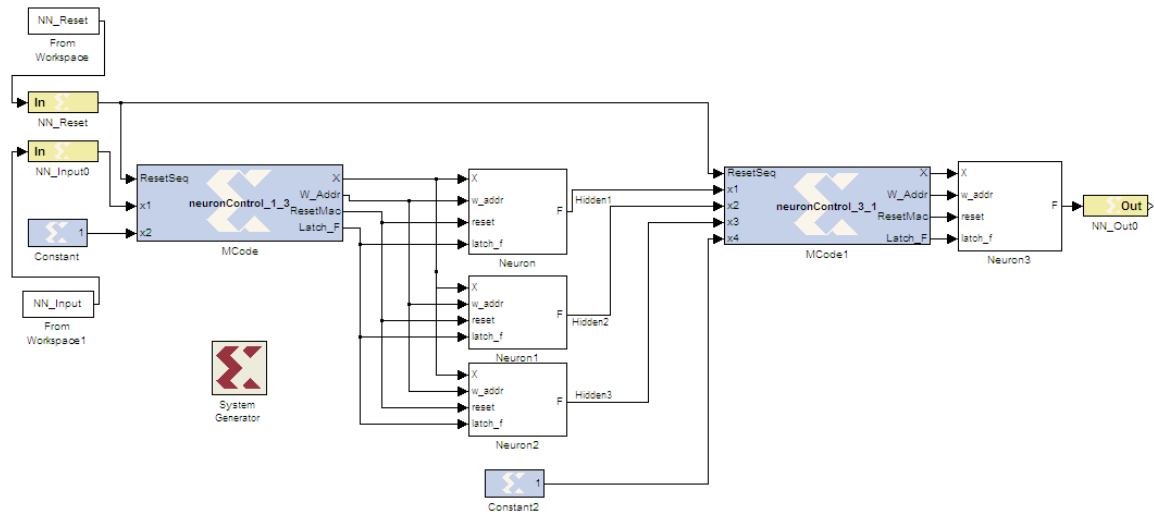 NN_Reset
From
Workspace
In
NN_Reset
In
NN_Input0
1
Constant
NN_Input
From
Workspace1
ResetSeq
x1
x2
neuronControl_1_3
X
W_Addr
ResetMac
Latch_F
MCode
System
Generator
X
w_addr
reset
latch_f
F
Neuron
Hidden1
X
w_addr
reset
latch_f
F
Neuron1
Hidden2
X
w_addr
reset
latch_f
F
Neuron2
Hidden3
1
Constant2
ResetSeq
x1
x2
x3
x4
neuronControl_3_1
X
W_Addr
ResetMac
Latch_F
MCode1
X
w_addr
reset
latch_f
F
Neuron3
Out
NN_Out0